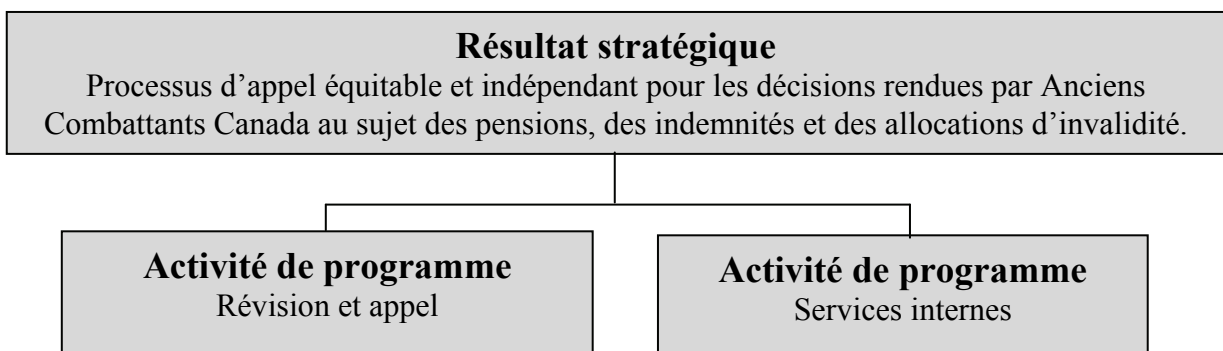 Résultat stratégique
Processus d’appel équitable et indépendant pour les décisions rendues par Anciens
Combattants Canada au sujet des pensions, des indemnités et des allocations d’invalidité.
Activité de programme
Révision et appel
Activité de programme
Services internes